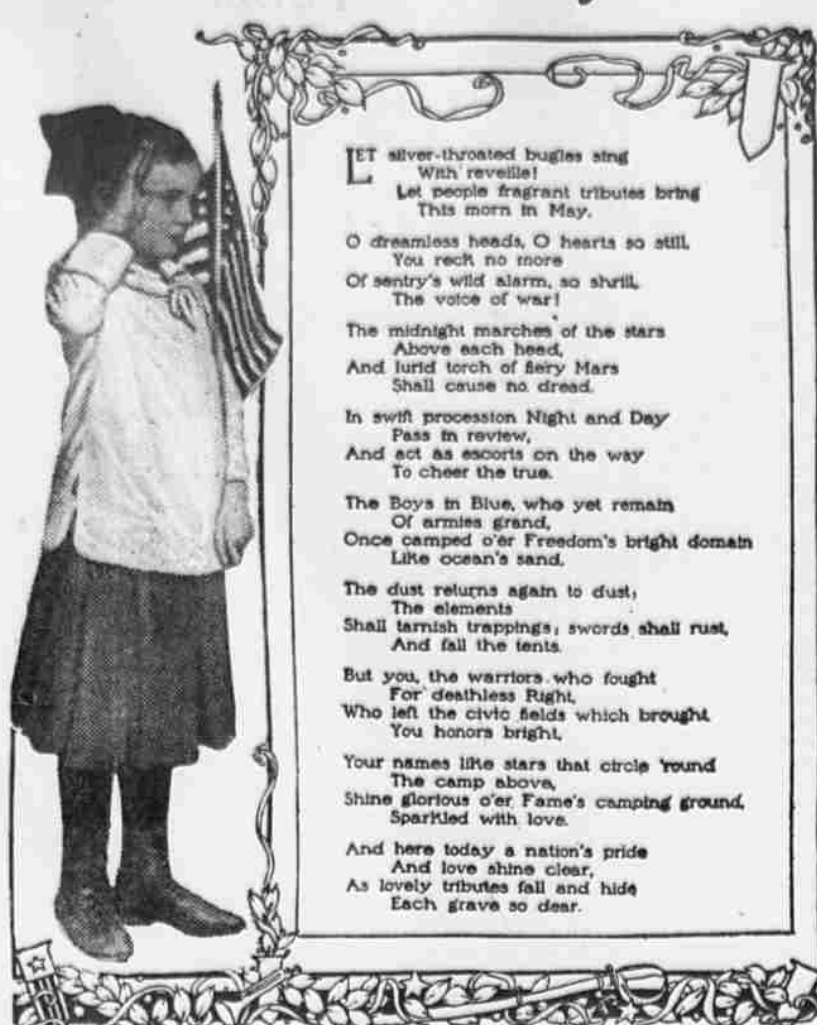 LET silver-throated bugles sing
With reveille!
Let people fragrant tributes bring
This morn in May.
O dreamless heads, O hearts so still,
You reck no more
Of sentry's wild alarm, so shrill,
The voice of war!
The midnight marches of the stars
Above each head,
And lurid torch of fiery Mars
Shall cause no dread.
In swift procession Night and Day
Pass in review,
And act as escorts on the way
To cheer the true.
The Boys in Blue, who yet remain
Of armies grand,
Once camped o'er Freedom's bright domain
Like ocean's sand.
The dust returns again to dust;
The elements
Shall tarnish trappings; swords shall rust,
And fall the tents.
But you, the warriors who fought
For deathless Right,
Who left the civic fields which brought
You honors bright,
Your names like stars that circle 'round
The camp above,
Shine glorious o'er Fame's camping ground,
Sparkled with love.
And here today a nation's pride
And love shine clear,
As lovely tributes fall and hide
Each grave so dear.